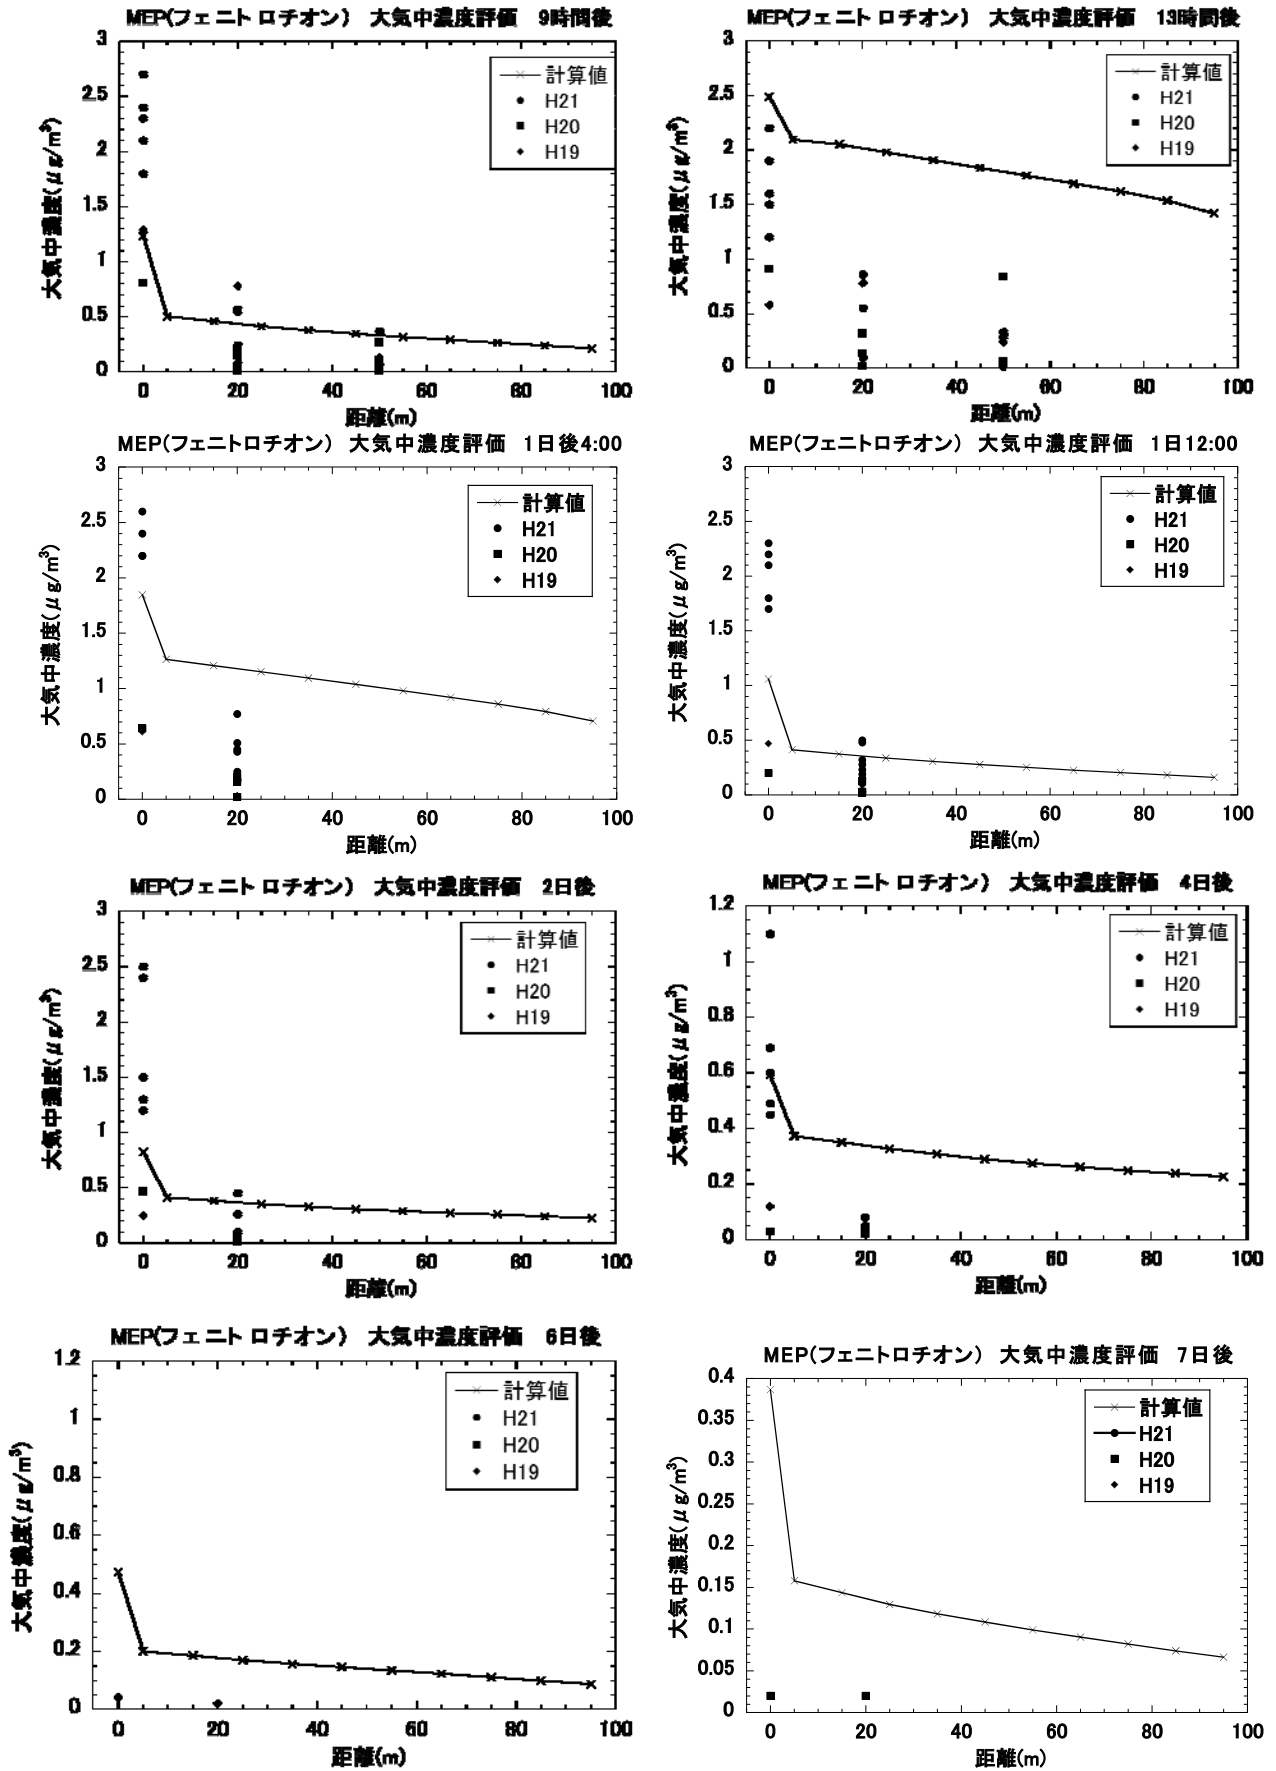 MEP(フェニトロチオン) 大気中濃度評価 9時間後
大気中濃度(μg/m³)
3
2.5
2
1.5
1
0.5
0
0 20 40 60 80 100
距離(m)
計算値
H21
H20
H19
MEP(フェニトロチオン) 大気中濃度評価 13時間後
大気中濃度(μg/m³)
3
2.5
2
1.5
1
0.5
0
0 20 40 60 80 100
距離(m)
計算値
H21
H20
H19
MEP(フェニトロチオン) 大気中濃度評価 1日後4:00
大気中濃度(μg/m³)
3
2.5
2
1.5
1
0.5
0
0 20 40 60 80 100
距離(m)
計算値
H21
H20
H19
MEP(フェニトロチオン) 大気中濃度評価 1日12:00
大気中濃度(μg/m³)
3
2.5
2
1.5
1
0.5
0
0 20 40 60 80 100
距離(m)
計算値
H21
H20
H19
MEP(フェニトロチオン) 大気中濃度評価 2日後
大気中濃度(μg/m³)
3
2.5
2
1.5
1
0.5
0
0 20 40 60 80 100
距離(m)
計算値
H21
H20
H19
MEP(フェニトロチオン) 大気中濃度評価 4日後
大気中濃度(μg/m³)
1.2
1
0.8
0.6
0.4
0.2
0
0 20 40 60 80 100
距離(m)
計算値
H21
H20
H19
MEP(フェニトロチオン) 大気中濃度評価 6日後
大気中濃度(μg/m³)
1.2
1
0.8
0.6
0.4
0.2
0
0 20 40 60 80 100
距離(m)
計算値
H21
H20
H19
MEP(フェニトロチオン) 大気中濃度評価 7日後
大気中濃度(μg/m³)
0.4
0.35
0.3
0.25
0.2
0.15
0.1
0.05
0
0 20 40 60 80 100
距離(m)
計算値
H21
H20
H19